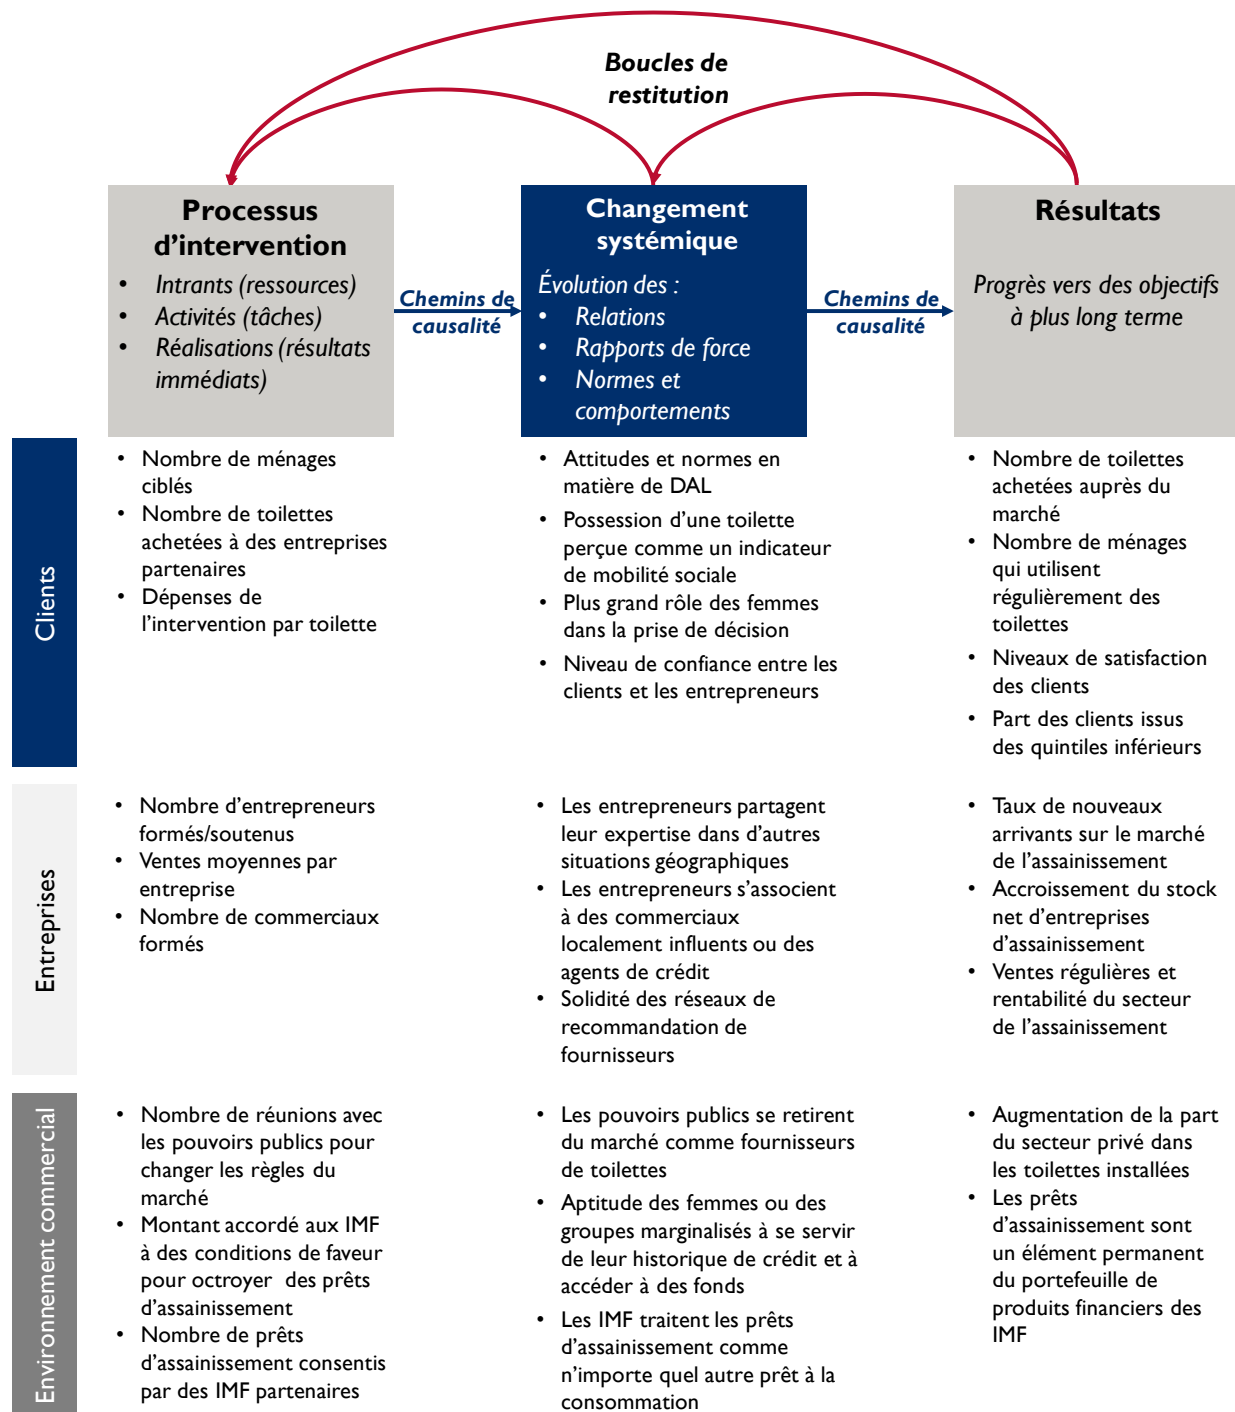 Boucles de
restitution
Processus
d’intervention
• Intrants (ressources)
• Activités (tâches)
• Réalisations (résultats
immédiats)
Chemins de
causalité
Changement
systémique
Évolution des :
• Relations
• Rapports de force
• Normes et
comportements
Chemins de
causalité
Résultats
Progrès vers des objectifs
à plus long terme
Clients
• Nombre de ménages
ciblés
• Nombre de toilettes
achetées à des entreprises
partenaires
• Dépenses de
l’intervention par toilette
• Attitudes et normes en
matière de DAL
• Possession d’une toilette
perçue comme un indicateur
de mobilité sociale
• Plus grand rôle des femmes
dans la prise de décision
• Niveau de confiance entre les
clients et les entrepreneurs
• Nombre de toilettes
achetées auprès du
marché
• Nombre de ménages
qui utilisent
régulièrement des
toilettes
• Niveaux de satisfaction
des clients
• Part des clients issus
des quintiles inférieurs
Entreprises
• Nombre d’entrepreneurs
formés/soutenus
• Ventes moyennes par
entreprise
• Nombre de commerciaux
formés
• Les entrepreneurs partagent
leur expertise dans d’autres
situations géographiques
• Les entrepreneurs s’associent
à des commerciaux
localement influents ou des
agents de crédit
• Solidité des réseaux de
recommandation de
fournisseurs
• Taux de nouveaux
arrivants sur le marché
de l’assainissement
• Accroissement du stock
net d’entreprises
d’assainissement
• Ventes régulières et
rentabilité du secteur
de l’assainissement
Environnement commercial
• Nombre de réunions avec
les pouvoirs publics pour
changer les règles du
marché
• Montant accordé aux IMF
à des conditions de faveur
pour octroyer des prêts
d’assainissement
• Nombre de prêts
d’assainissement consentis
par des IMF partenaires
• Les pouvoirs publics se retirent
du marché comme fournisseurs
de toilettes
• Aptitude des femmes ou des
groupes marginalisés à se servir
de leur historique de crédit et à
accéder à des fonds
• Les IMF traitent les prêts
d’assainissement comme
n’importe quel autre prêt à la
consommation
• Augmentation de la part
du secteur privé dans
les toilettes installées
• Les prêts
d’assainissement sont
un élément permanent
du portefeuille de
produits financiers des
IMF